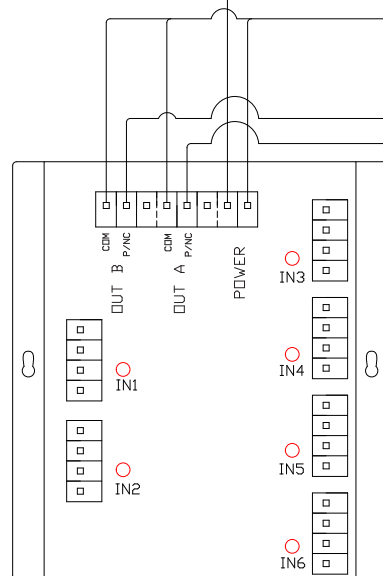 COM
P/NC
COM
P/NC
OUT B
OUT A
POWER
IN3
IN1
IN4
IN2
IN5
IN6